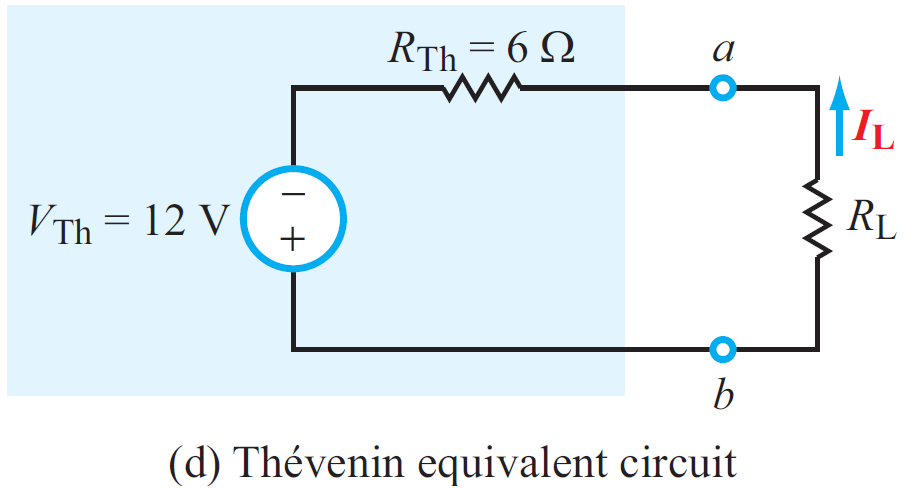 R_Th = 6 Ω
a
I_L
−
V_Th = 12 V
+
R_L
b
(d) Thévenin equivalent circuit